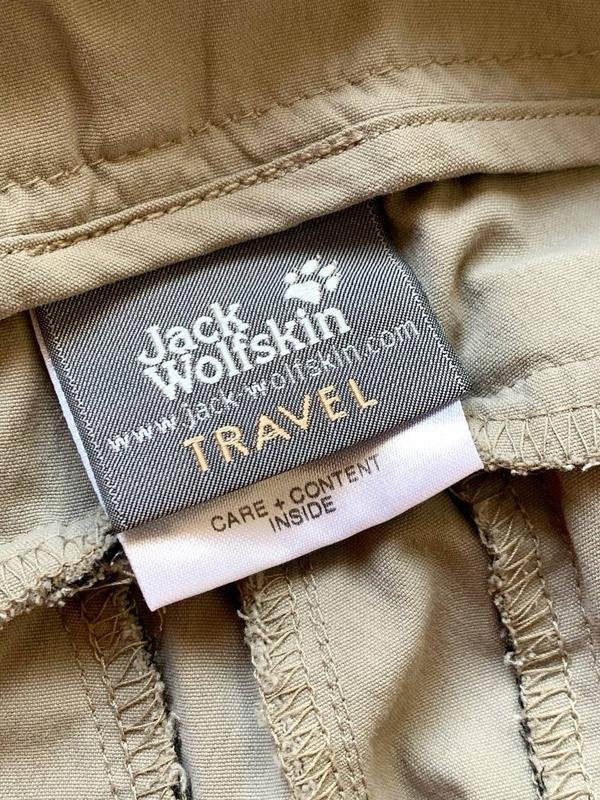 Jack
Wolfskin
www.jack-wolfskin.com
TRAVEL
CARE + CONTENT
INSIDE